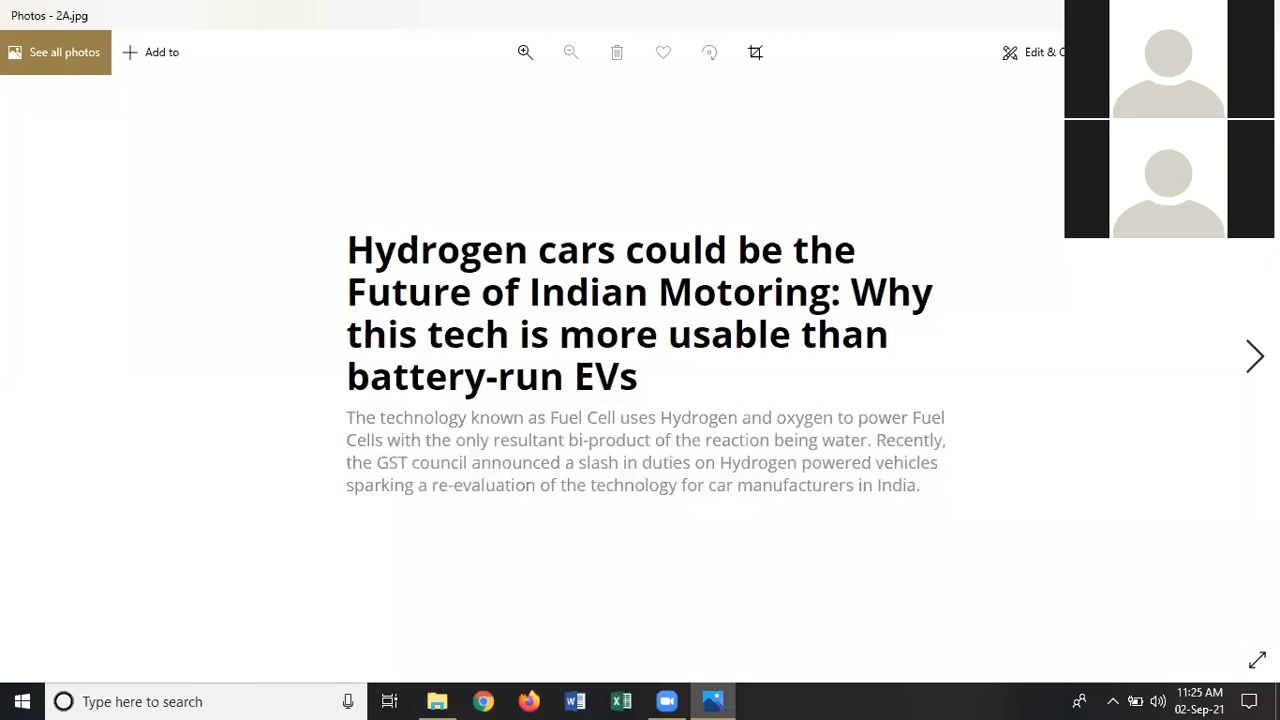 Photos - 2A.jpg
See all photos
Add to
Edit & C
Hydrogen cars could be the
Future of Indian Motoring: Why
this tech is more usable than
battery-run EVs
The technology known as Fuel Cell uses Hydrogen and oxygen to power Fuel
Cells with the only resultant bi-product of the reaction being water. Recently,
the GST council announced a slash in duties on Hydrogen powered vehicles
sparking a re-evaluation of the technology for car manufacturers in India.
Type here to search
11:25 AM
02-Sep-21